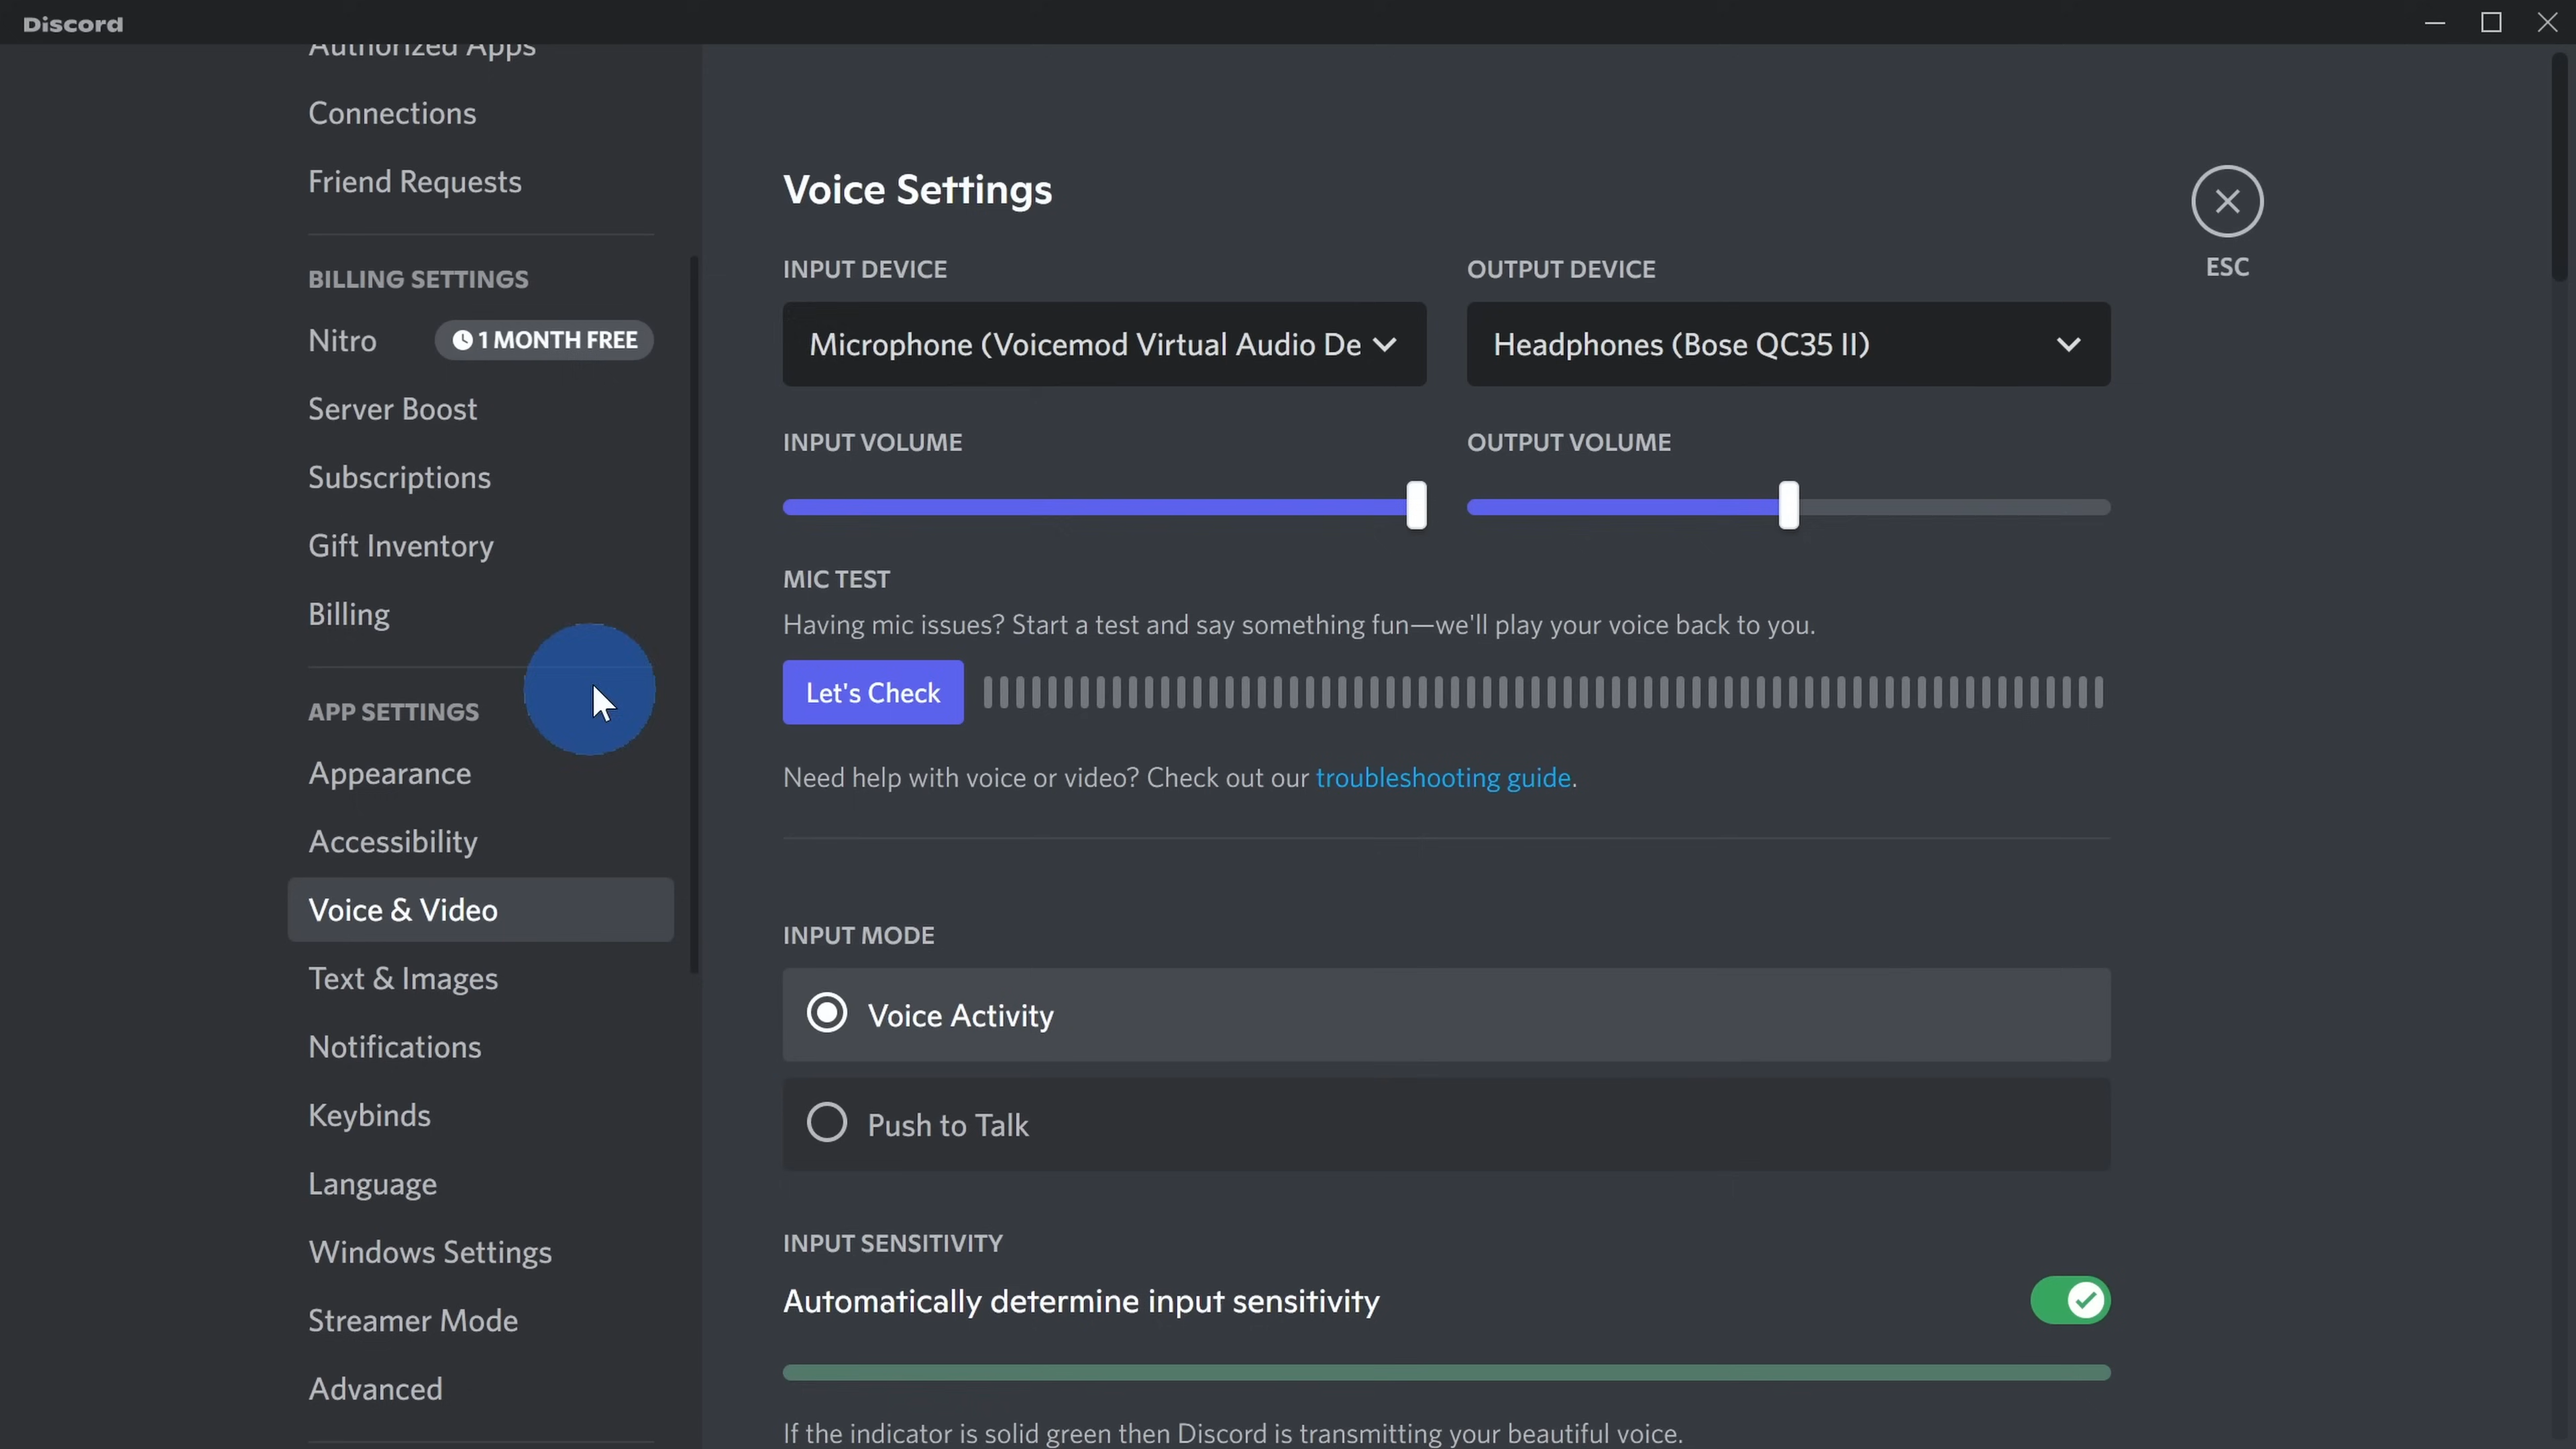 Discord
Authorized Apps
Connections
Friend Requests
BILLING SETTINGS
Nitro
1 MONTH FREE
Server Boost
Subscriptions
Gift Inventory
Billing
APP SETTINGS
Appearance
Accessibility
Voice & Video
Text & Images
Notifications
Keybinds
Language
Windows Settings
Streamer Mode
Advanced
Voice Settings
ESC
INPUT DEVICE
Microphone (Voicemod Virtual Audio De
OUTPUT DEVICE
Headphones (Bose QC35 II)
INPUT VOLUME
OUTPUT VOLUME
MIC TEST
Having mic issues? Start a test and say something fun—we'll play your voice back to you.
Let's Check
Need help with voice or video? Check out our troubleshooting guide.
INPUT MODE
Voice Activity
Push to Talk
INPUT SENSITIVITY
Automatically determine input sensitivity
If the indicator is solid green then Discord is transmitting your beautiful voice.